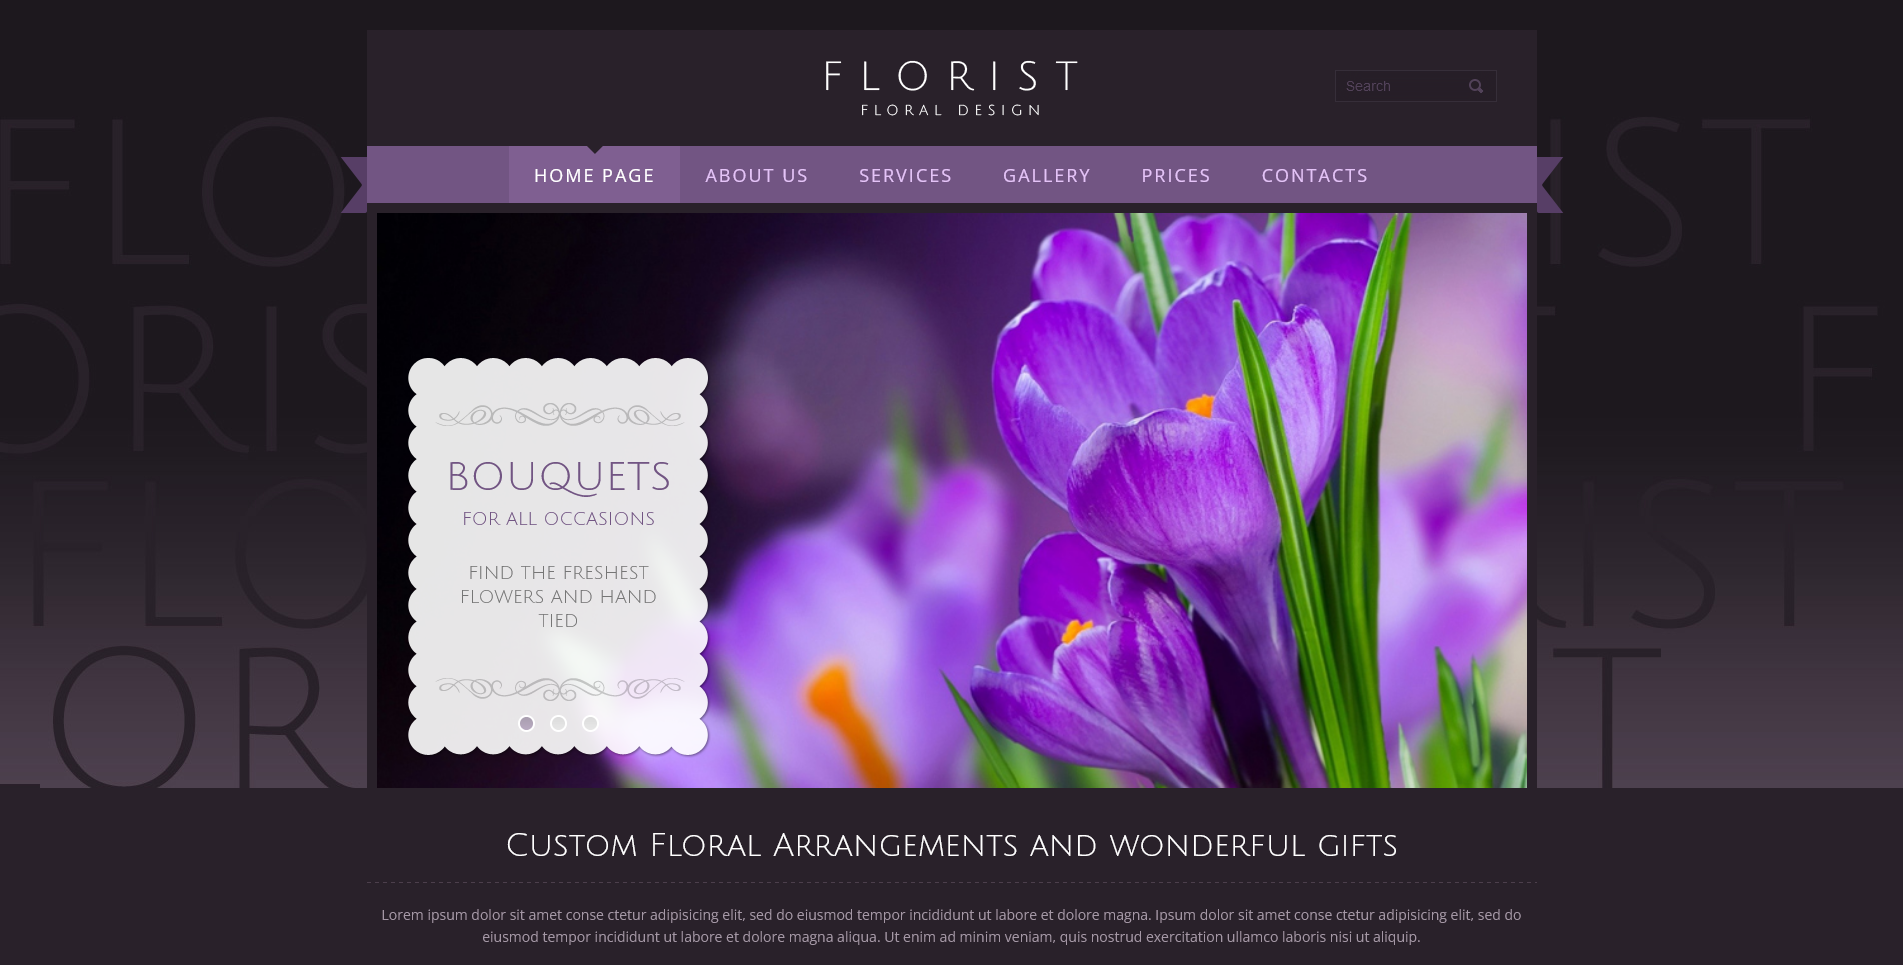 FLORIST
FLORAL DESIGN
Search
HOME PAGE
ABOUT US
SERVICES
GALLERY
PRICES
CONTACTS
BOUQUETS
FOR ALL OCCASIONS
FIND THE FRESHEST
FLOWERS AND HAND
TIED
Custom Floral Arrangements and wonderful gifts
Lorem ipsum dolor sit amet conse ctetur adipisicing elit, sed do eiusmod tempor incididunt ut labore et dolore magna. Ipsum dolor sit amet conse ctetur adipisicing elit, sed do
eiusmod tempor incididunt ut labore et dolore magna aliqua. Ut enim ad minim veniam, quis nostrud exercitation ullamco laboris nisi ut aliquip.